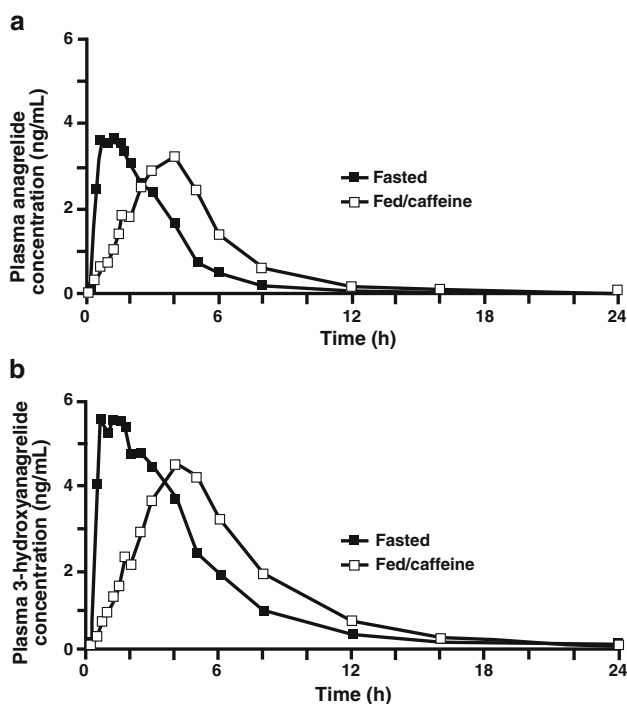 a
Plasma anagrelide
concentration (ng/mL)
6
4
2
0
Fasted
Fed/caffeine
0 6 12 18 24
Time (h)
b
Plasma 3-hydroxyanagrelide
concentration (ng/mL)
6
4
2
0
Fasted
Fed/caffeine
0 6 12 18 24
Time (h)